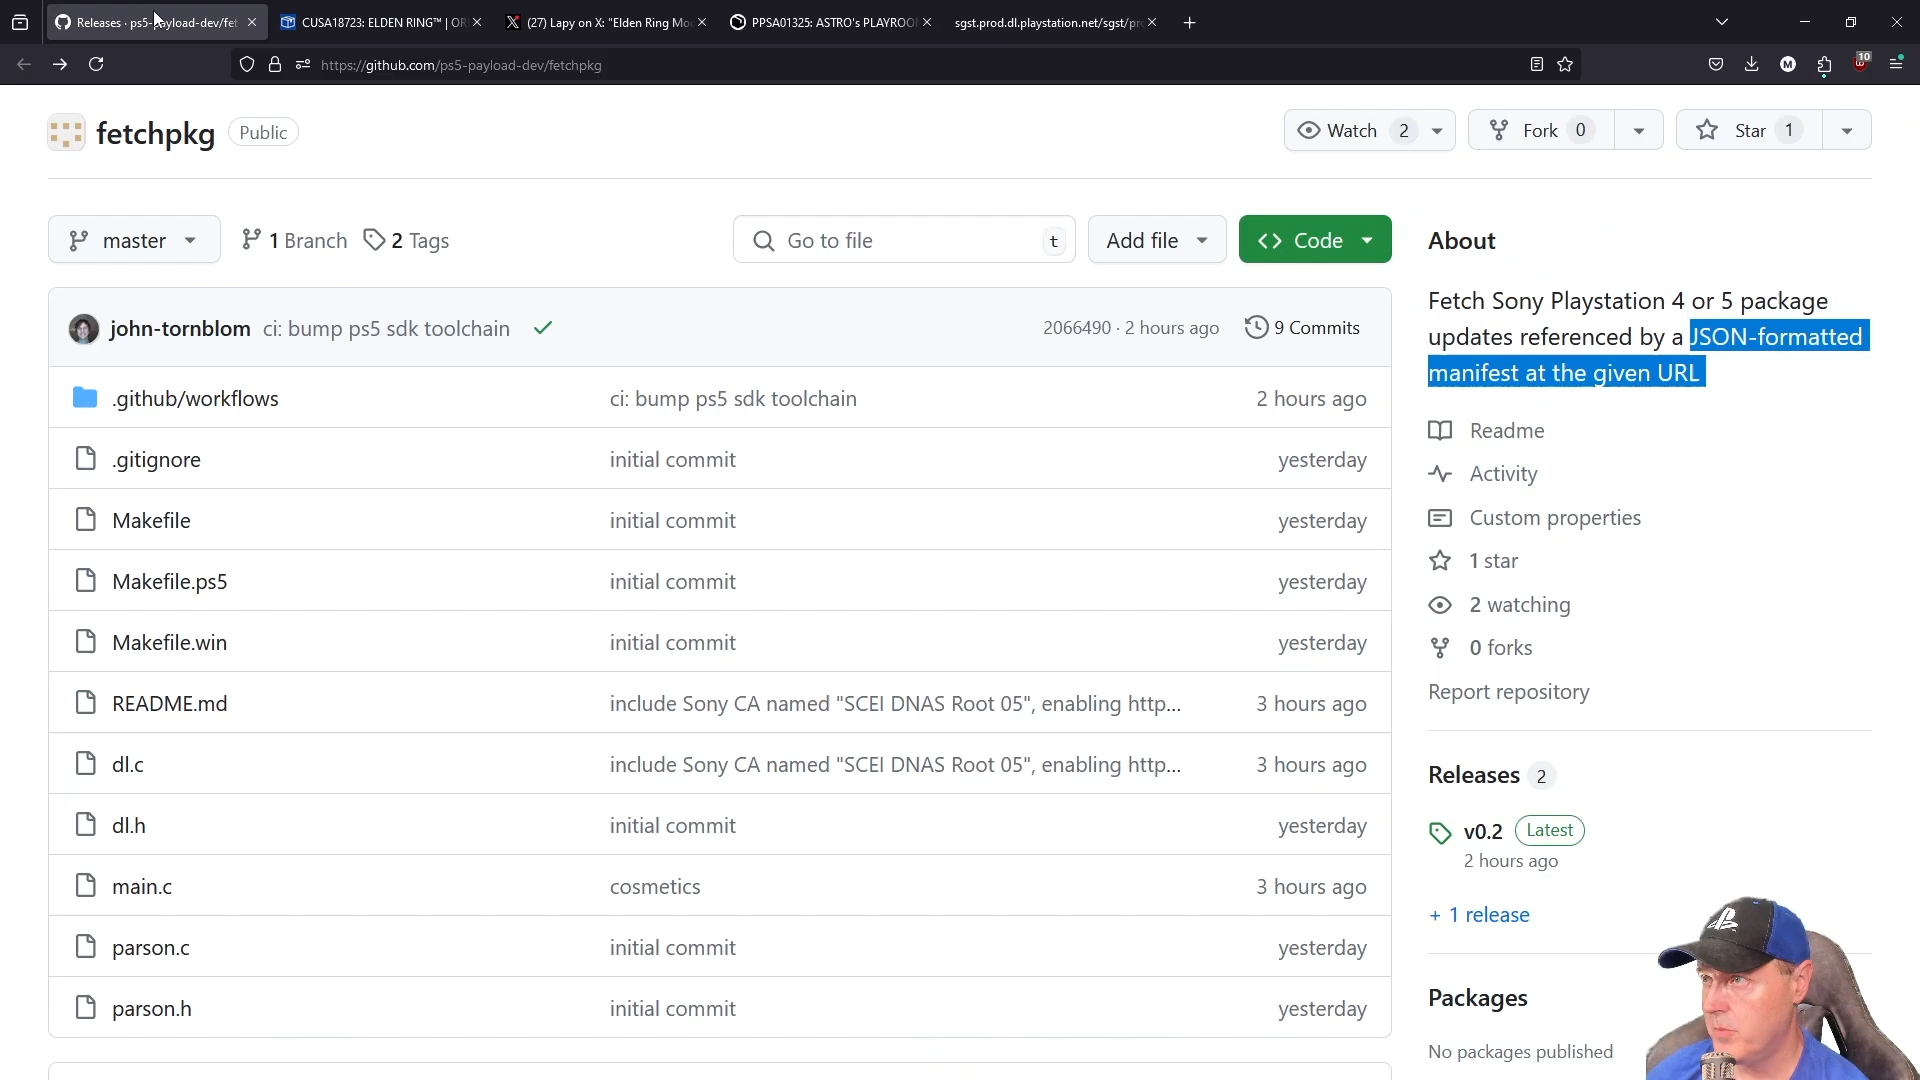 Releases · ps5-payload-dev/fet
CUSA18723: ELDEN RING™ | OR
(27) Lapy on X: "Elden Ring Mo
PPSA01325: ASTRO's PLAYROO
sgst.prod.dl.playstation.net/sgst/pr
https://github.com/ps5-payload-dev/fetchpkg
10
fetchpkg
Public
Watch 2
Fork 0
Star 1
master
1 Branch
2 Tags
Go to file
t
Add file
Code
About
Fetch Sony Playstation 4 or 5 package
updates referenced by a JSON-formatted
manifest at the given URL
john-tornblom ci: bump ps5 sdk toolchain
2066490 · 2 hours ago
9 Commits
.github/workflows ci: bump ps5 sdk toolchain 2 hours ago
.gitignore initial commit yesterday
Makefile initial commit yesterday
Makefile.ps5 initial commit yesterday
Makefile.win initial commit yesterday
README.md include Sony CA named "SCEI DNAS Root 05", enabling http... 3 hours ago
dl.c include Sony CA named "SCEI DNAS Root 05", enabling http... 3 hours ago
dl.h initial commit yesterday
main.c cosmetics 3 hours ago
parson.c initial commit yesterday
parson.h initial commit yesterday
Readme
Activity
Custom properties
1 star
2 watching
0 forks
Report repository
Releases 2
v0.2 Latest
2 hours ago
+ 1 release
Packages
No packages published